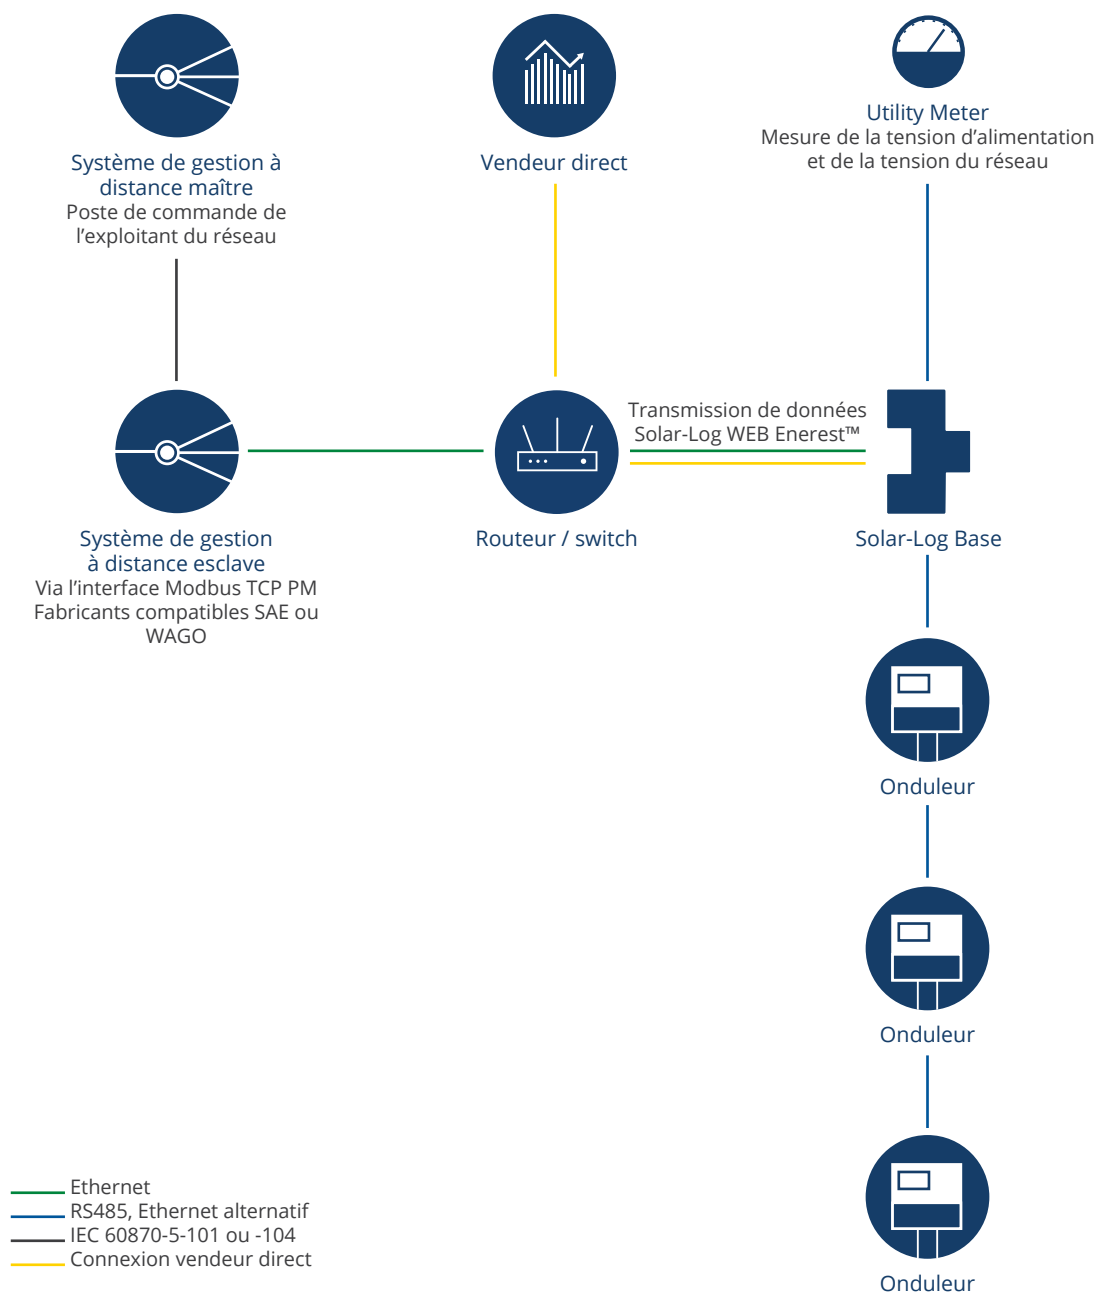 Système de gestion à
distance maître
Poste de commande de
l’exploitant du réseau
Vendeur direct
Utility Meter
Mesure de la tension d’alimentation
et de la tension du réseau
Transmission de données
Solar-Log WEB Enerest™
Système de gestion
à distance esclave
Via l’interface Modbus TCP PM
Fabricants compatibles SAE ou
WAGO
Routeur / switch
Solar-Log Base
Onduleur
Onduleur
Onduleur
Ethernet
RS485, Ethernet alternatif
IEC 60870-5-101 ou -104
Connexion vendeur direct